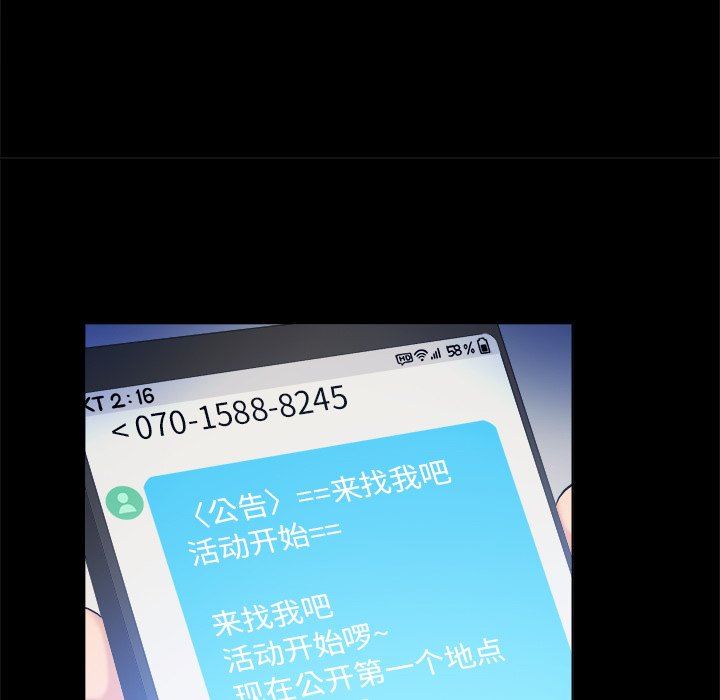 KT 2:16 HD 58%
<070-1588-8245
〈公告〉==来找我吧
活动开始==
来找我吧
活动开始啰~
现在公开第一个地点